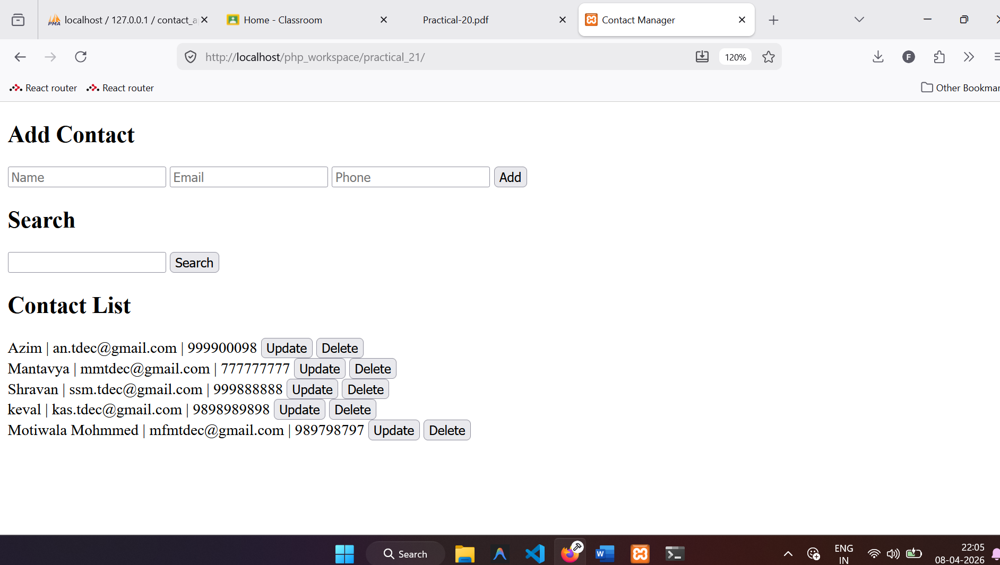 PMA localhost / 127.0.0.1 / contact_a
Home - Classroom
Practical-20.pdf
Contact Manager
http://localhost/php_workspace/practical_21/
120%
F
React router
React router
Other Bookmar
Add Contact
Name Email Phone Add
Search
Search
Contact List
Azim | an.tdec@gmail.com | 999900098 Update Delete
Mantavya | mmtdec@gmail.com | 777777777 Update Delete
Shravan | ssm.tdec@gmail.com | 999888888 Update Delete
keval | kas.tdec@gmail.com | 9898989898 Update Delete
Motiwala Mohmmed | mfmtdec@gmail.com | 989798797 Update Delete
Search
W
ENG
IN
22:05
08-04-2026